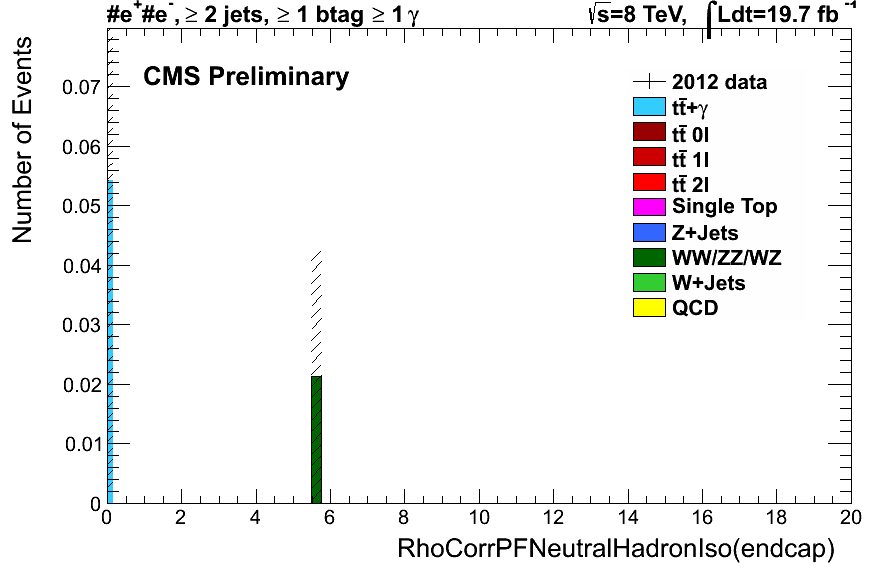 #e⁺#e⁻, ≥ 2 jets, ≥ 1 btag ≥ 1 γ
√s=8 TeV, ∫Ldt=19.7 fb⁻¹
CMS Preliminary
2012 data
tt̄+γ
tt̄ 0l
tt̄ 1l
tt̄ 2l
Single Top
Z+Jets
WW/ZZ/WZ
W+Jets
QCD
Number of Events
0.07
0.06
0.05
0.04
0.03
0.02
0.01
0
0 2 4 6 8 10 12 14 16 18 20
RhoCorrPFNeutralHadronIso(endcap)